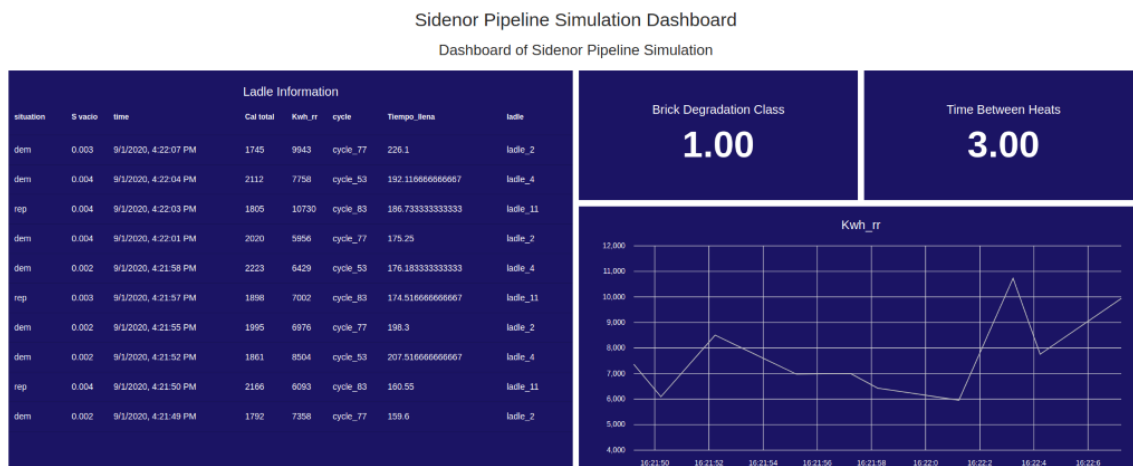 Sidenor Pipeline Simulation Dashboard
Dashboard of Sidenor Pipeline Simulation
Ladle Information
situation S vacio time Cal total Kwh_rr cycle Tiempo_llena ladle
dem 0.003 9/1/2020, 4:22:07 PM 1745 9943 cycle_77 226.1 ladle_2
dem 0.004 9/1/2020, 4:22:04 PM 2112 7758 cycle_53 192.116666666667 ladle_4
rep 0.004 9/1/2020, 4:22:03 PM 1805 10730 cycle_83 186.733333333333 ladle_11
dem 0.004 9/1/2020, 4:22:01 PM 2020 5956 cycle_77 175.25 ladle_2
dem 0.002 9/1/2020, 4:21:58 PM 2223 6429 cycle_53 176.183333333333 ladle_4
rep 0.003 9/1/2020, 4:21:57 PM 1898 7002 cycle_83 174.516666666667 ladle_11
dem 0.002 9/1/2020, 4:21:55 PM 1995 6976 cycle_77 198.3 ladle_2
dem 0.002 9/1/2020, 4:21:52 PM 1861 8504 cycle_53 207.516666666667 ladle_4
rep 0.004 9/1/2020, 4:21:50 PM 2166 6093 cycle_83 160.55 ladle_11
dem 0.002 9/1/2020, 4:21:49 PM 1792 7358 cycle_77 159.6 ladle_2
Brick Degradation Class
1.00
Time Between Heats
3.00
Kwh_rr
12,000
11,000
10,000
9,000
8,000
7,000
6,000
5,000
4,000
16:21:50 16:21:52 16:21:54 16:21:56 16:21:58 16:22:0 16:22:2 16:22:4 16:22:6